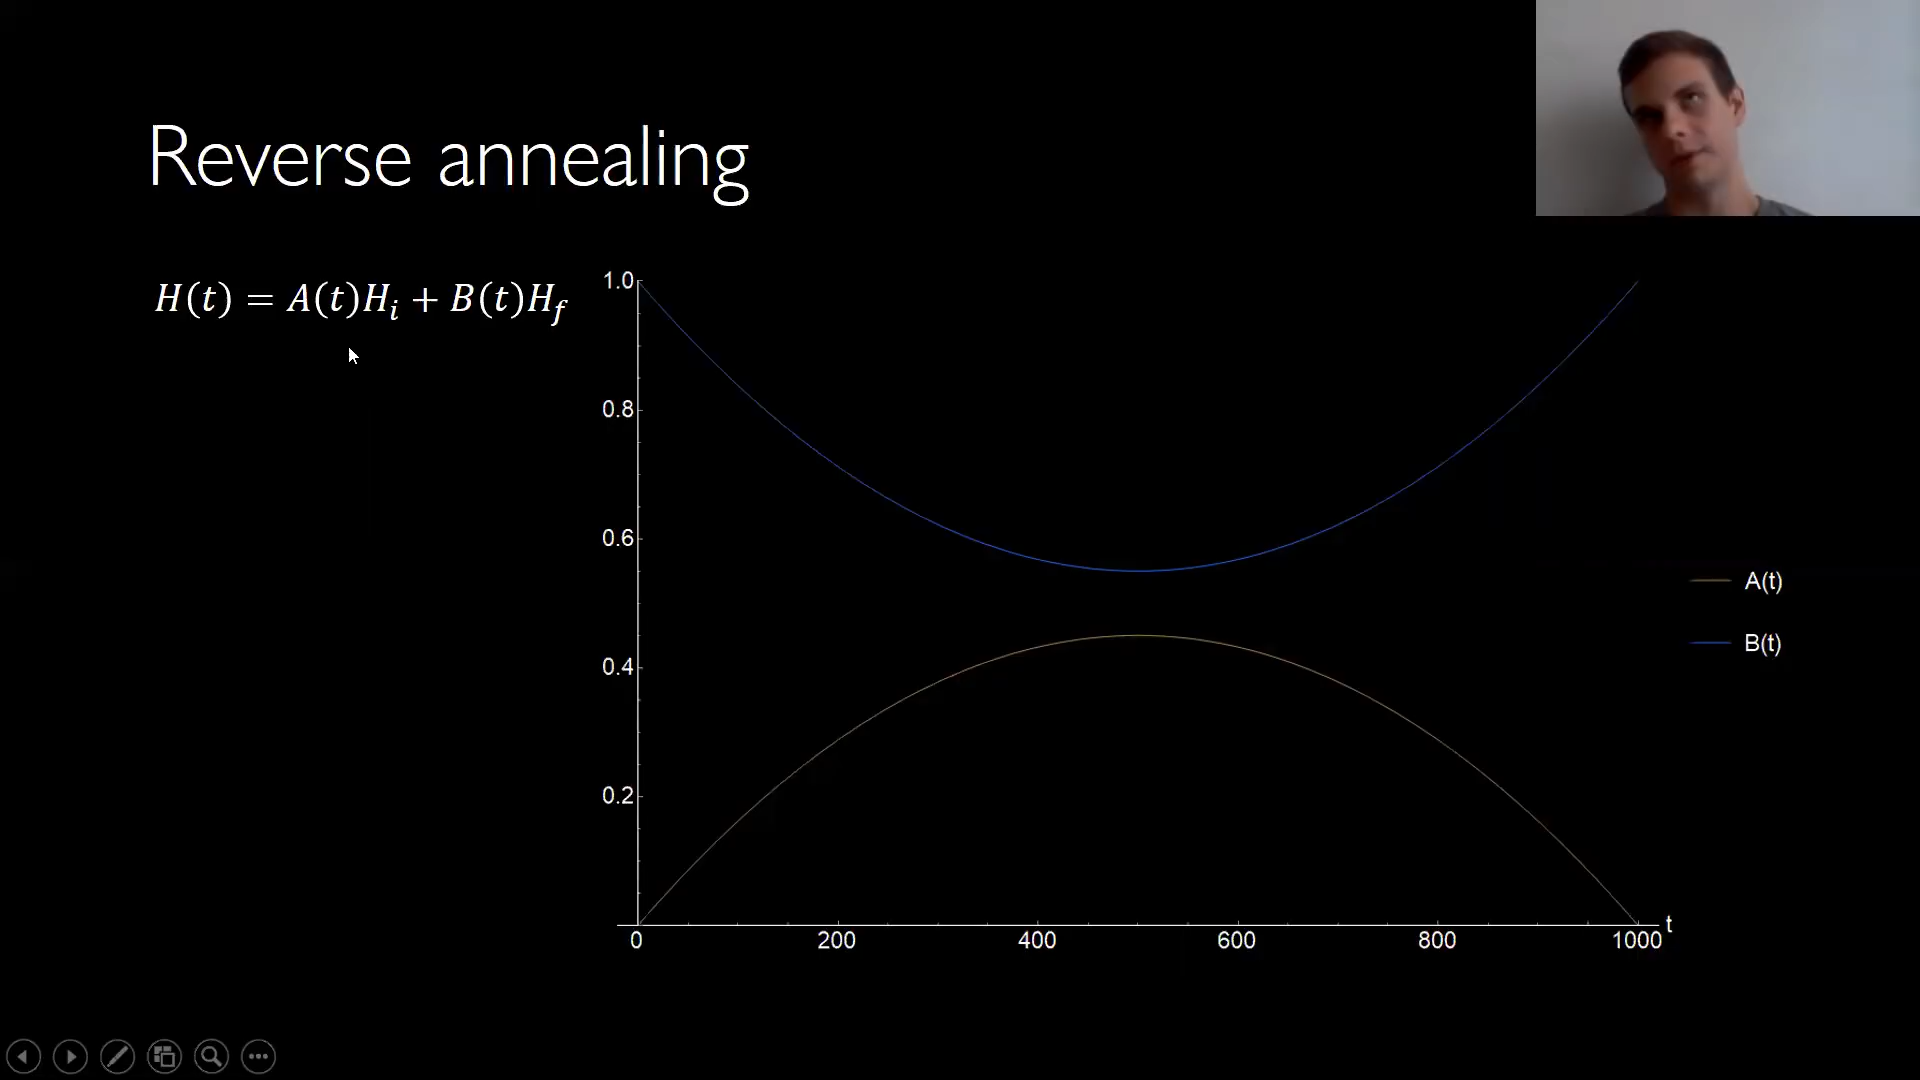 Reverse annealing
H(t) = A(t)H_i + B(t)H_f
1.0
0.8
0.6
0.4
0.2
0 200 400 600 800 1000 t
A(t)
B(t)